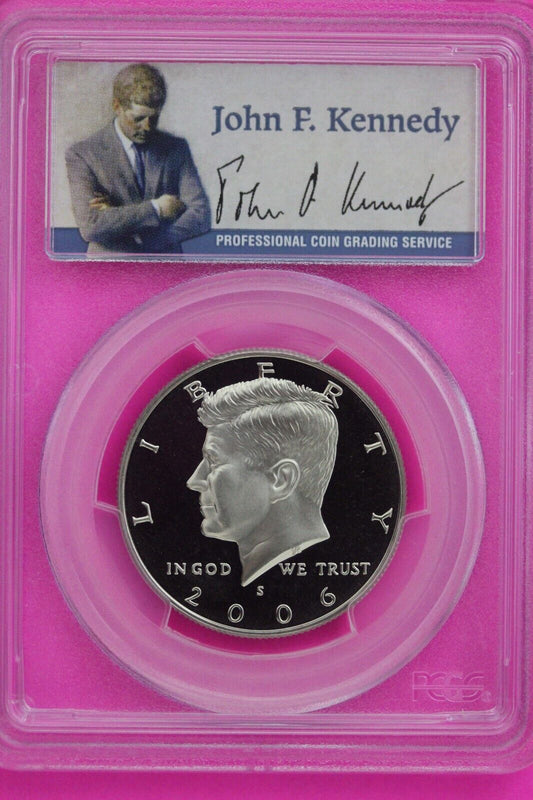 John F. Kennedy
John F. Kennedy
PROFESSIONAL COIN GRADING SERVICE
LIBERTY
IN GOD WE TRUST
S
2006
PCGS